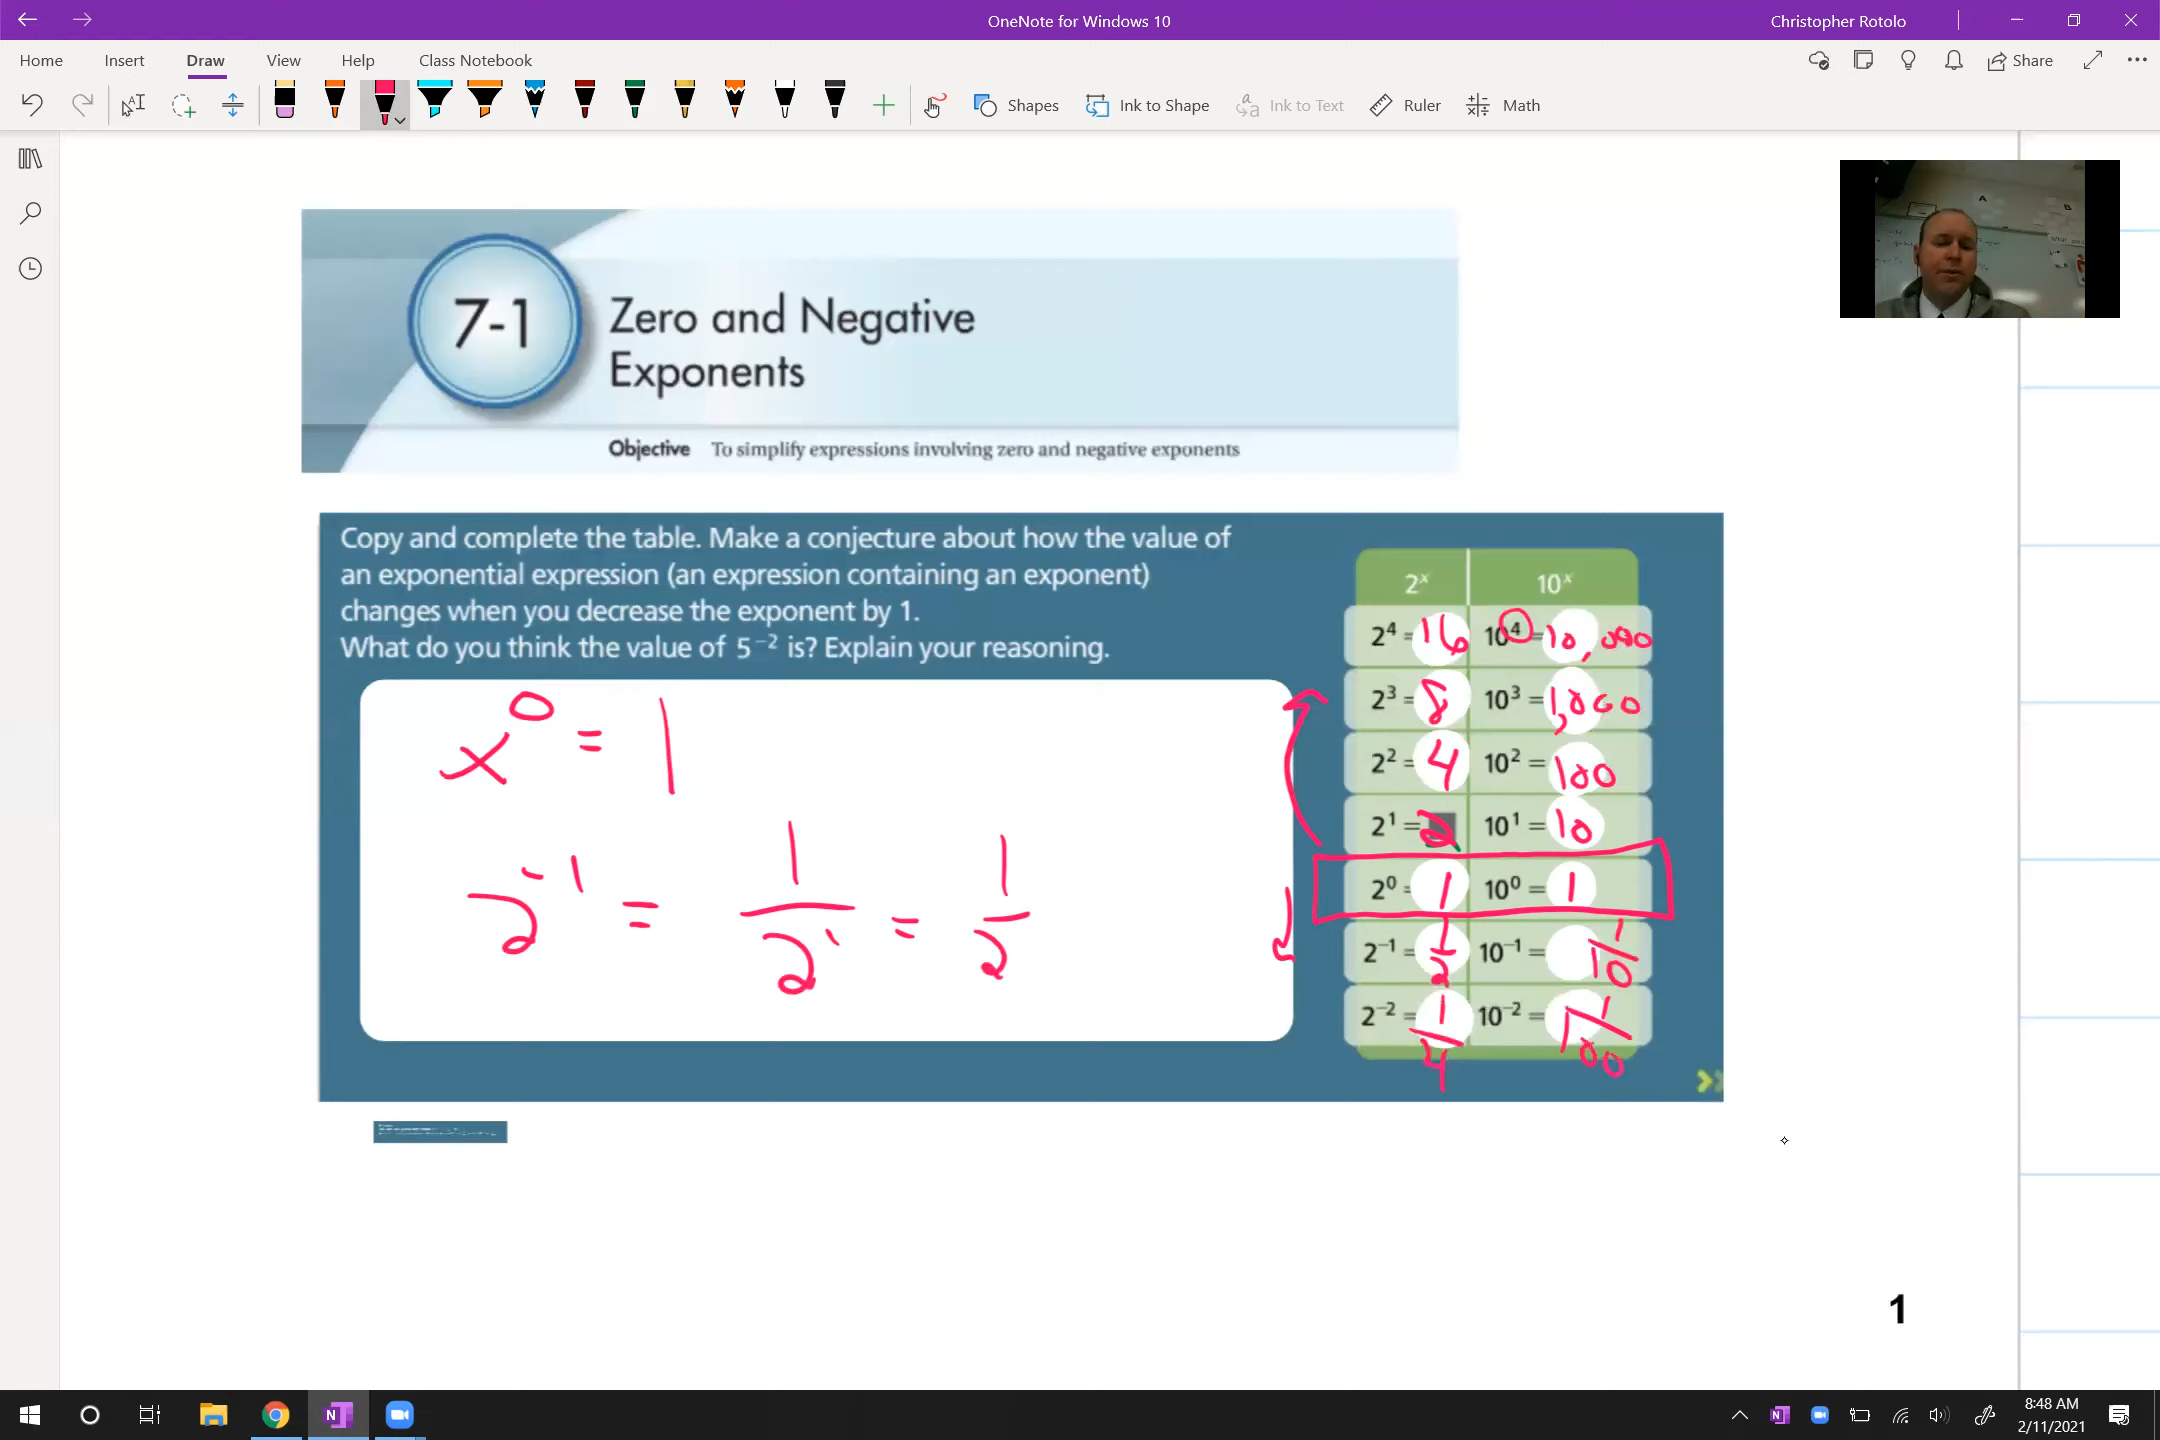 OneNote for Windows 10
Christopher Rotolo
Home Insert Draw View Help Class Notebook
Share
Shapes Ink to Shape Ink to Text Ruler Math
7-1
Zero and Negative
Exponents
Objective To simplify expressions involving zero and negative exponents
Copy and complete the table. Make a conjecture about how the value of
an exponential expression (an expression containing an exponent)
changes when you decrease the exponent by 1.
What do you think the value of 5⁻² is? Explain your reasoning.
x⁰ = 1
2⁻¹ = 1/2¹ = 1/2
2ˣ 10ˣ
2⁴ = 16 10⁴ = 10,000
2³ = 8 10³ = 1,000
2² = 4 10² = 100
2¹ = 2 10¹ = 10
2⁰ = 1 10⁰ = 1
2⁻¹ = 1/2 10⁻¹ = 1/10
2⁻² = 1/4 10⁻² = 1/100
1
8:48 AM
2/11/2021